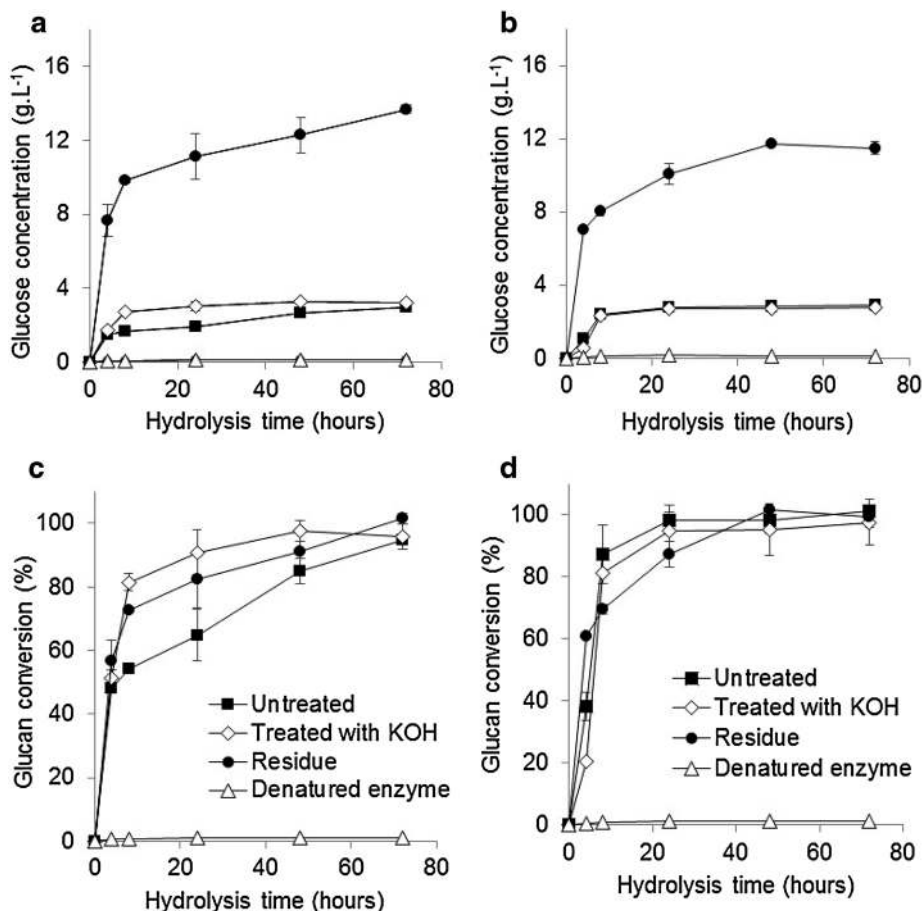 a
Glucose concentration (g.L-1)
16
12
8
4
0
0 20 40 60 80
Hydrolysis time (hours)
b
Glucose concentration (g.L-1)
16
12
8
4
0
0 20 40 60 80
Hydrolysis time (hours)
c
Glucan conversion (%)
100
80
60
40
20
0
0 20 40 60 80
Hydrolysis time (hours)
Untreated
Treated with KOH
Residue
Denatured enzyme
d
Glucan conversion (%)
100
80
60
40
20
0
0 20 40 60 80
Hydrolysis time (hours)
Untreated
Treated with KOH
Residue
Denatured enzyme